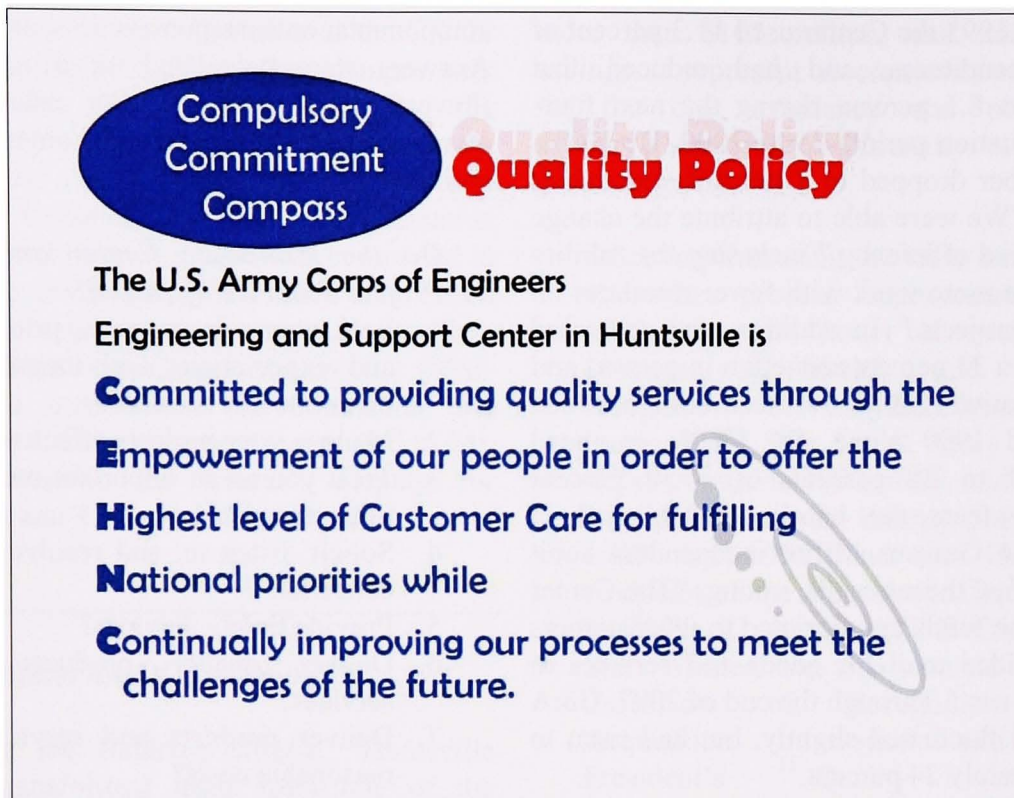 Compulsory
Commitment
Compass
Quality Policy
The U.S. Army Corps of Engineers
Engineering and Support Center in Huntsville is
Committed to providing quality services through the
Empowerment of our people in order to offer the
Highest level of Customer Care for fulfilling
National priorities while
Continually improving our processes to meet the
challenges of the future.